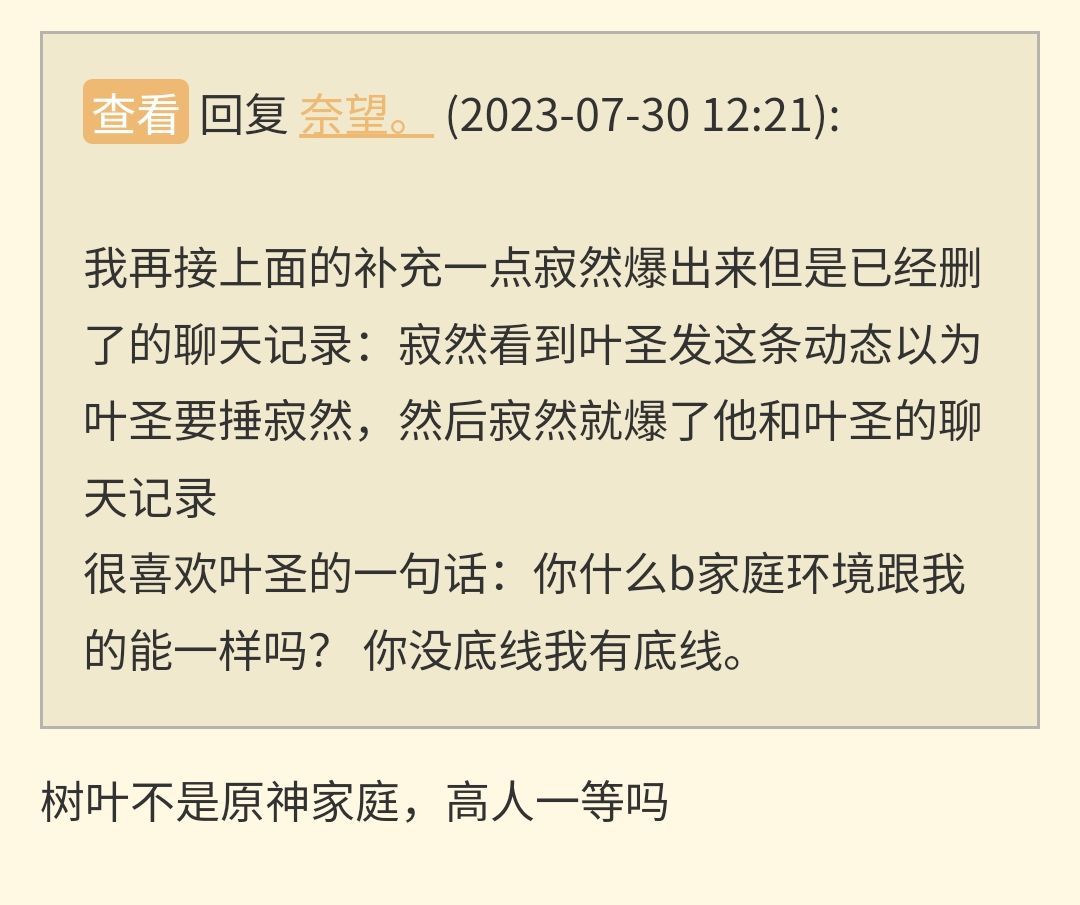 查看 回复 奈望。 (2023-07-30 12:21):
我再接上面的补充一点寂然爆出来但是已经删
了的聊天记录：寂然看到叶圣发这条动态以为
叶圣要捶寂然，然后寂然就爆了他和叶圣的聊
天记录
很喜欢叶圣的一句话：你什么b家庭环境跟我
的能一样吗？ 你没底线我有底线。
树叶不是原神家庭，高人一等吗